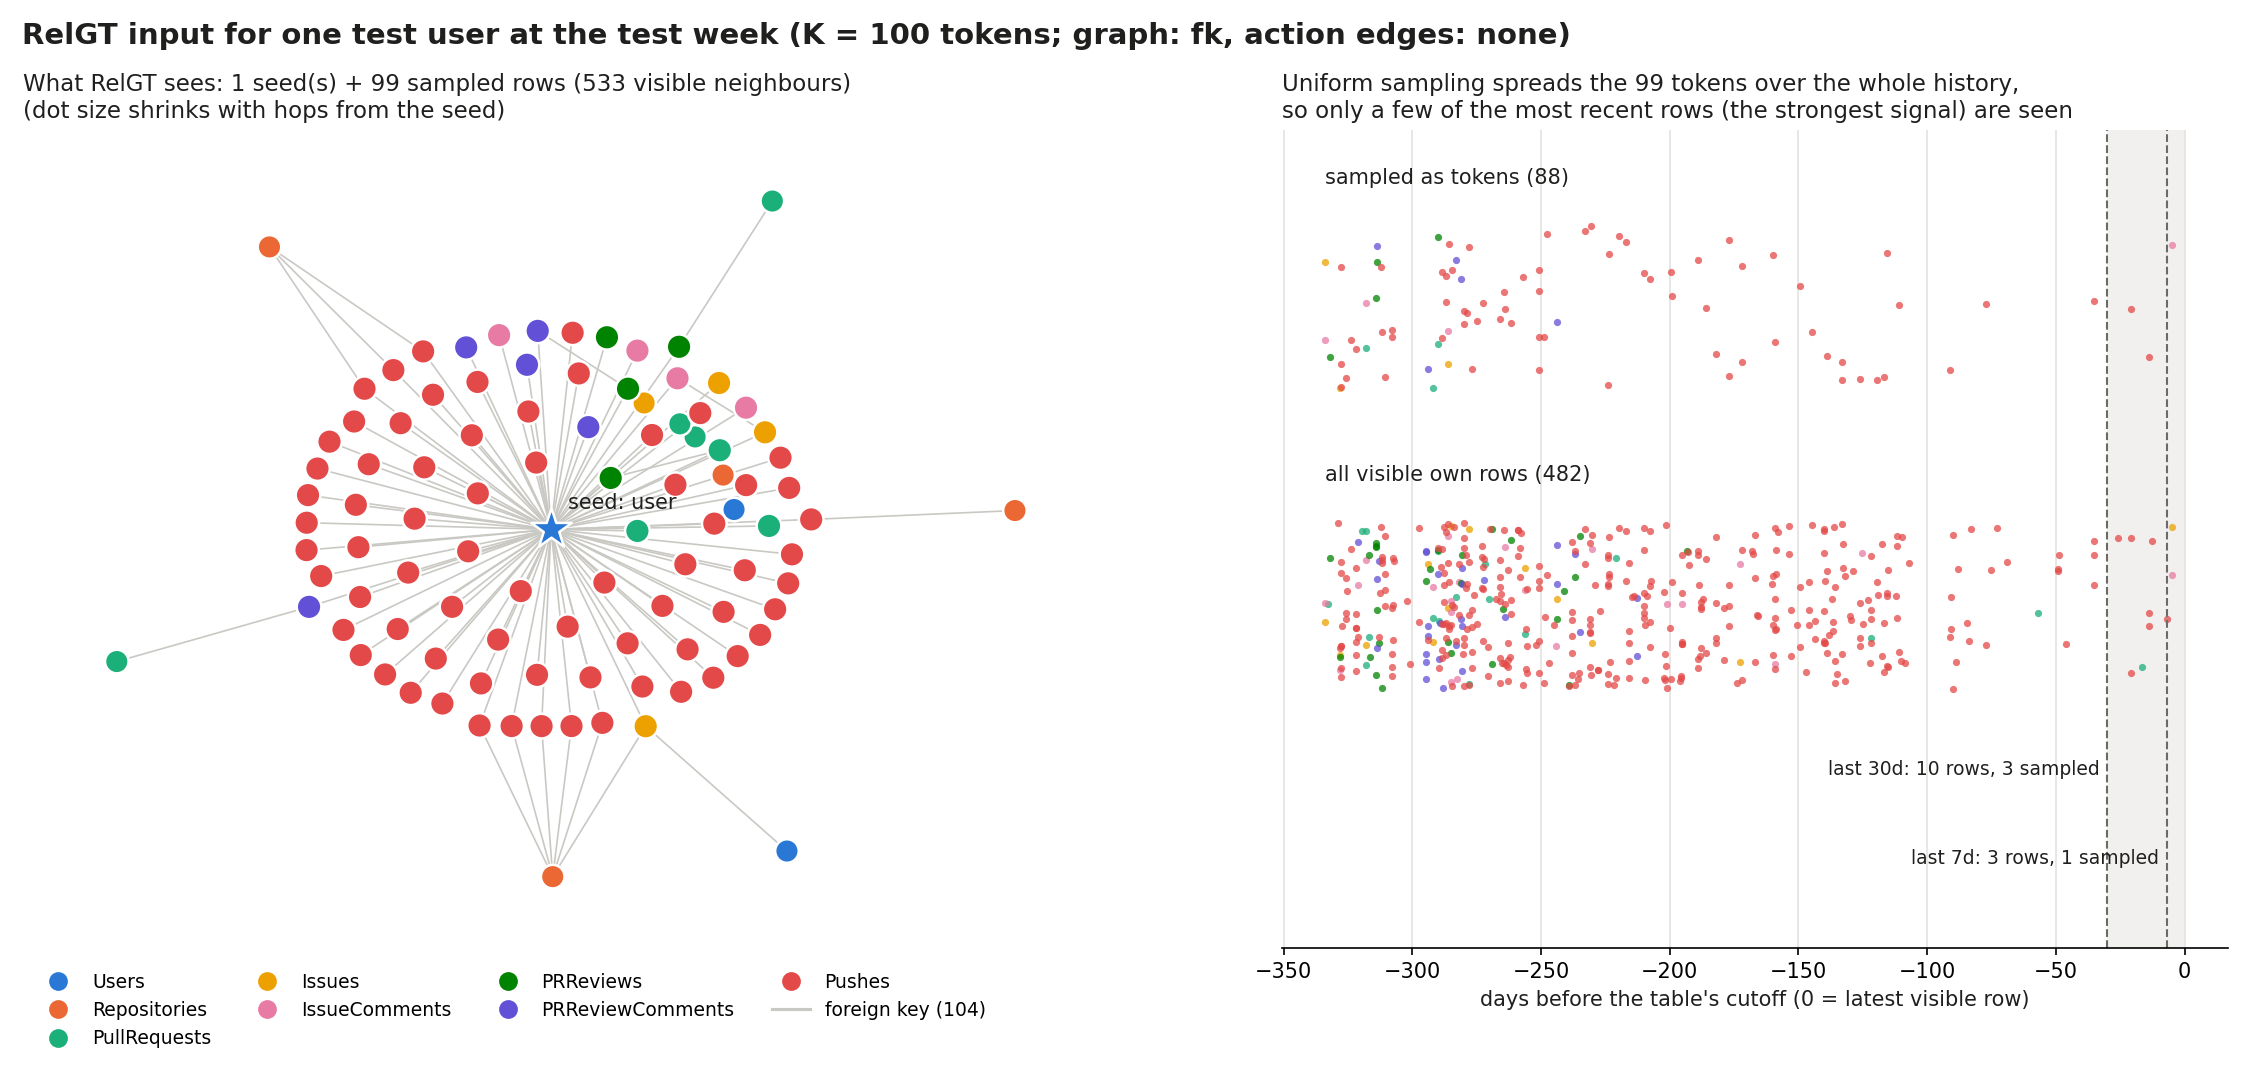 RelGT input for one test user at the test week (K = 100 tokens; graph: fk, action edges: none)
What RelGT sees: 1 seed(s) + 99 sampled rows (533 visible neighbours)
(dot size shrinks with hops from the seed)
seed: user
Users
Repositories
PullRequests
Issues
IssueComments
PRReviews
PRReviewComments
Pushes
foreign key (104)
Uniform sampling spreads the 99 tokens over the whole history,
so only a few of the most recent rows (the strongest signal) are seen
sampled as tokens (88)
all visible own rows (482)
last 30d: 10 rows, 3 sampled
last 7d: 3 rows, 1 sampled
−350 −300 −250 −200 −150 −100 −50 0
days before the table's cutoff (0 = latest visible row)